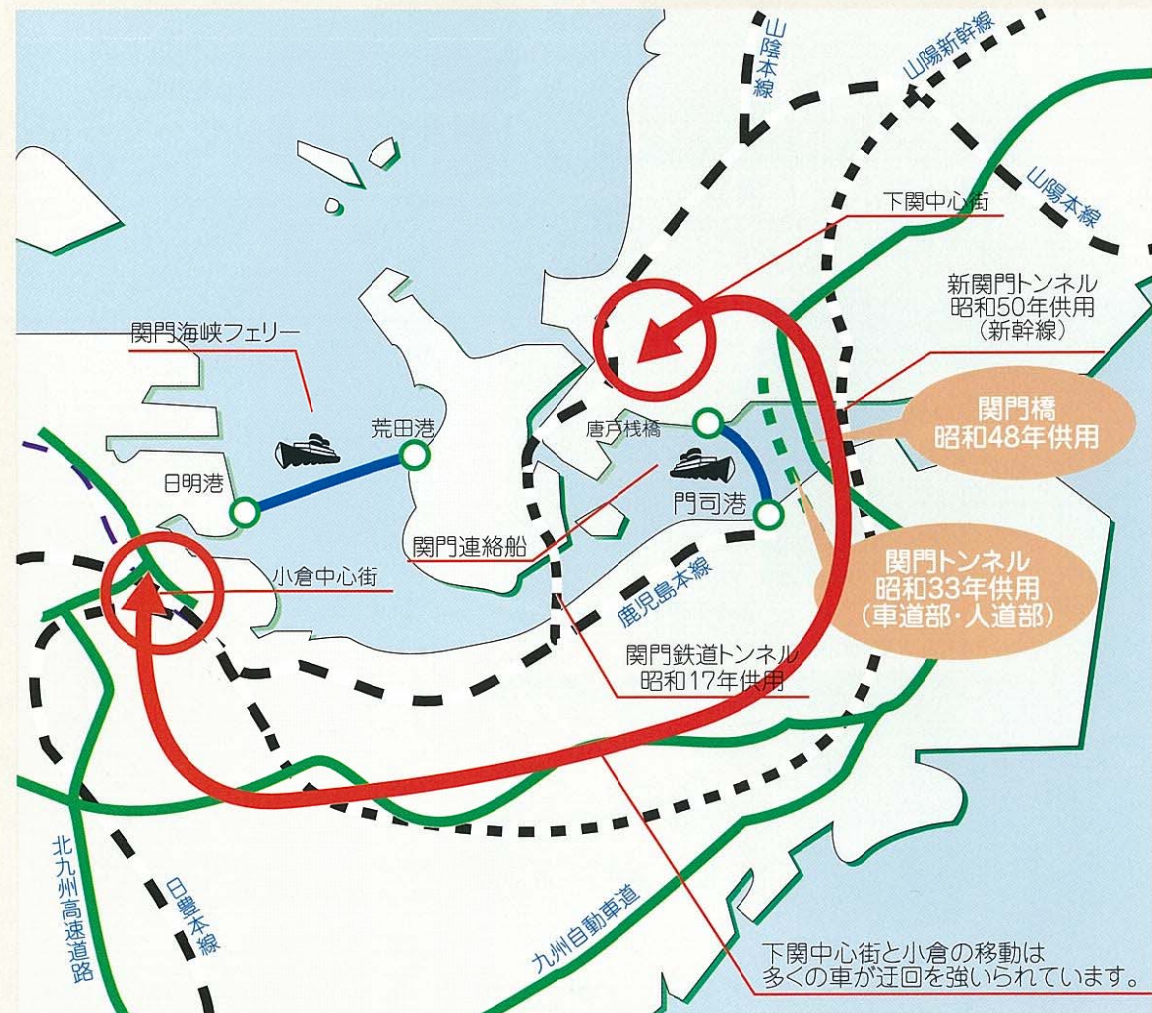 山陰本線
山陽新幹線
山陽本線
下関中心街
新関門トンネル
昭和50年供用
(新幹線)
関門海峡フェリー
関門橋
昭和48年供用
荒田港
唐戸桟橋
日明港
門司港
関門連絡船
関門トンネル
昭和33年供用
(車道部・人道部)
小倉中心街
鹿児島本線
関門鉄道トンネル
昭和17年供用
北九州高速道路
日豊本線
九州自動車道
下関中心街と小倉の移動は
多くの車が迂回を強いられています。